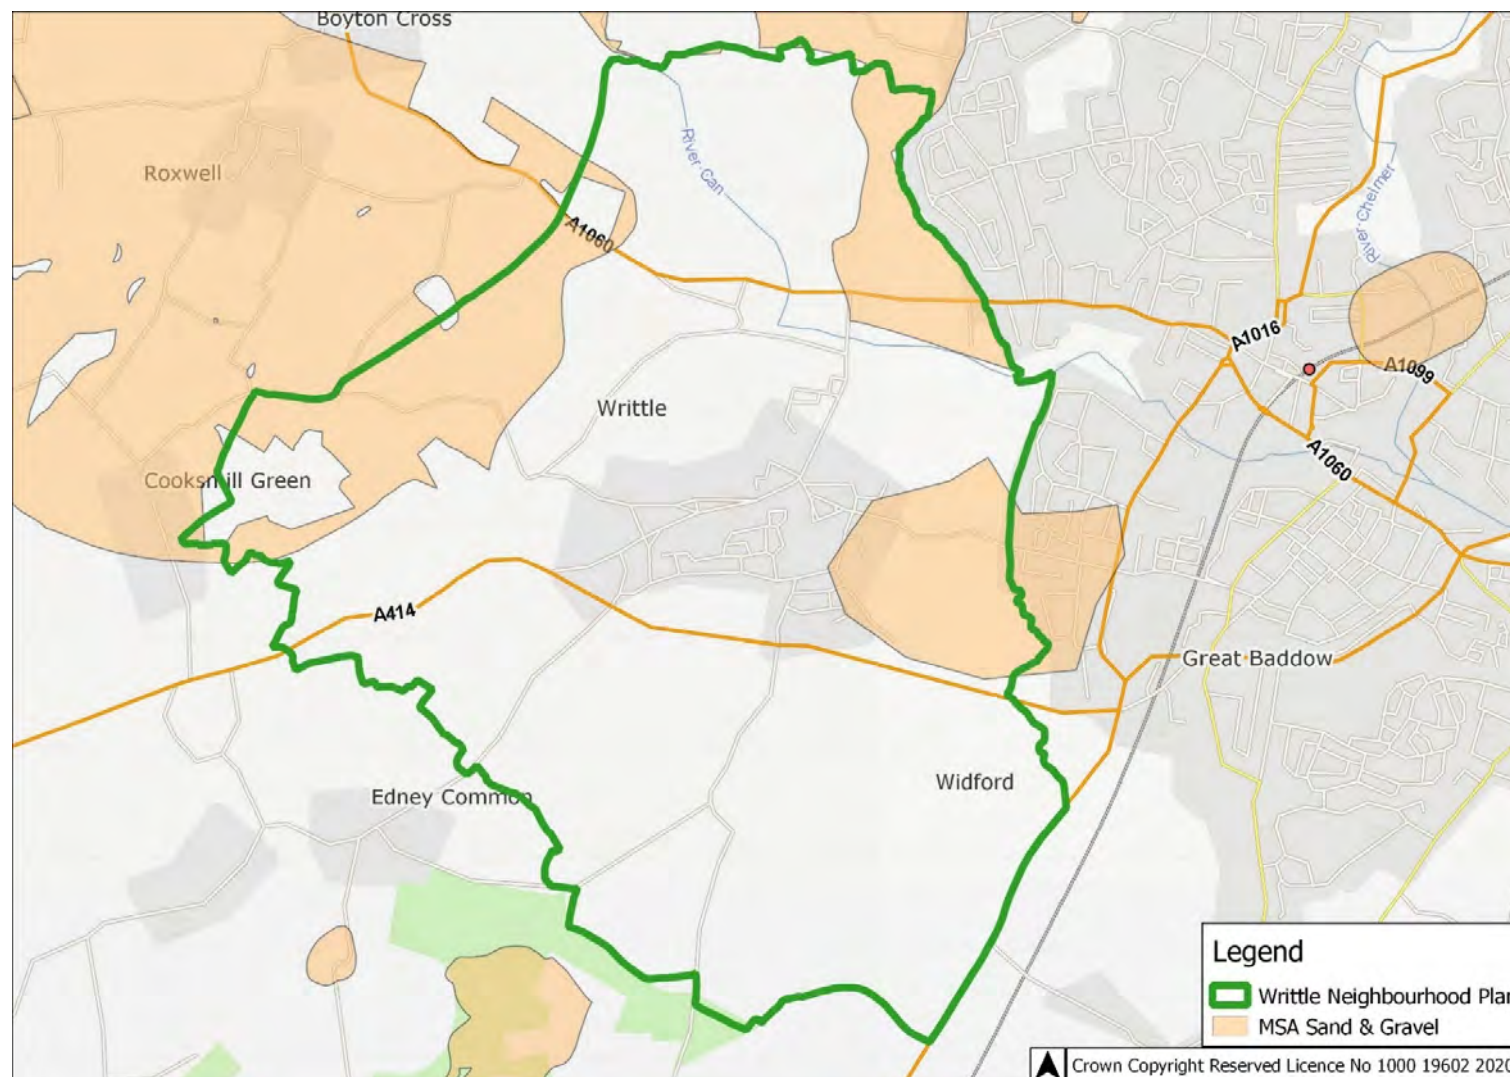 Boyton Cross
Roxwell
River Can
A1060
River Chelmer
A1016
A1099
Writtle
A1060
Cooksmill Green
A414
Great Baddow
Widford
Edney Common
Legend
Writtle Neighbourhood Plan
MSA Sand & Gravel
Crown Copyright Reserved Licence No 1000 19602 2020